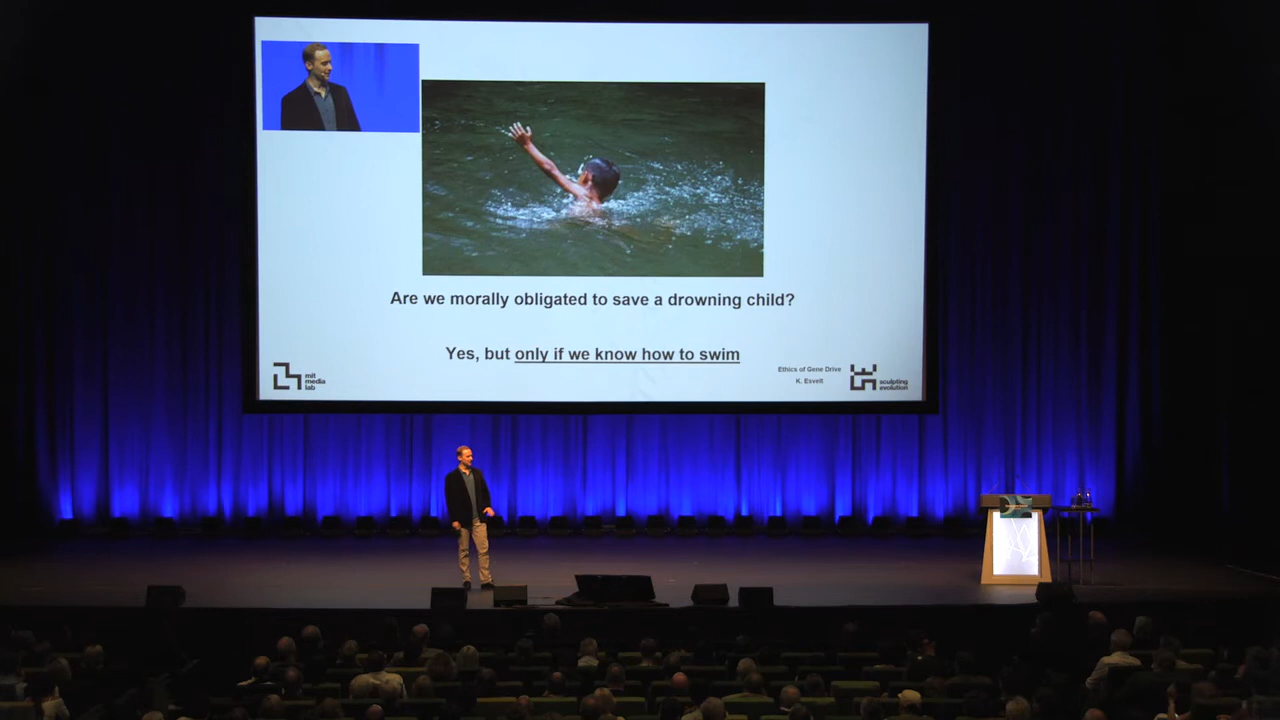 Are we morally obligated to save a drowning child?
Yes, but only if we know how to swim
mit
media
lab
Ethics of Gene Drive
K. Esvelt
sculpting
evolution